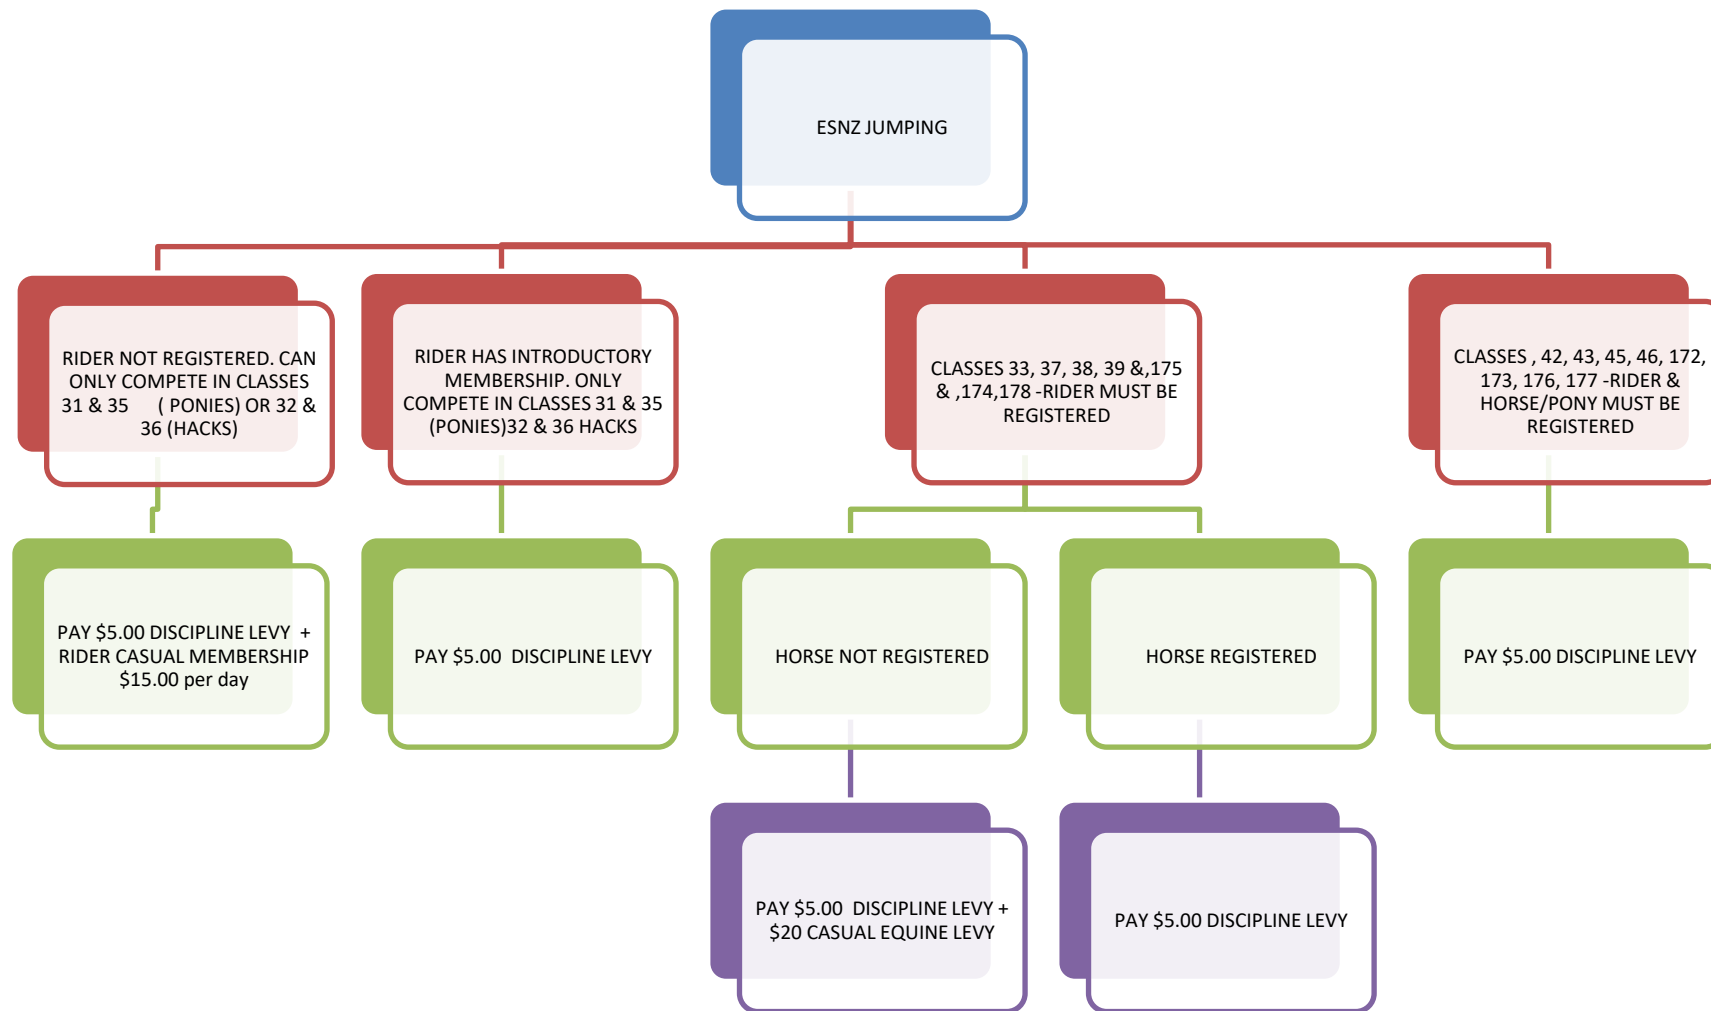 ESNZ JUMPING
RIDER NOT REGISTERED. CAN
ONLY COMPETE IN CLASSES
31 & 35 ( PONIES) OR 32 &
36 (HACKS)
RIDER HAS INTRODUCTORY
MEMBERSHIP. ONLY
COMPETE IN CLASSES 31 & 35
(PONIES)32 & 36 HACKS
CLASSES 33, 37, 38, 39 &,175
& ,174,178 -RIDER MUST BE
REGISTERED
CLASSES , 42, 43, 45, 46, 172,
173, 176, 177 -RIDER &
HORSE/PONY MUST BE
REGISTERED
PAY $5.00 DISCIPLINE LEVY +
RIDER CASUAL MEMBERSHIP
$15.00 per day
PAY $5.00 DISCIPLINE LEVY
HORSE NOT REGISTERED
HORSE REGISTERED
PAY $5.00 DISCIPLINE LEVY
PAY $5.00 DISCIPLINE LEVY +
$20 CASUAL EQUINE LEVY
PAY $5.00 DISCIPLINE LEVY